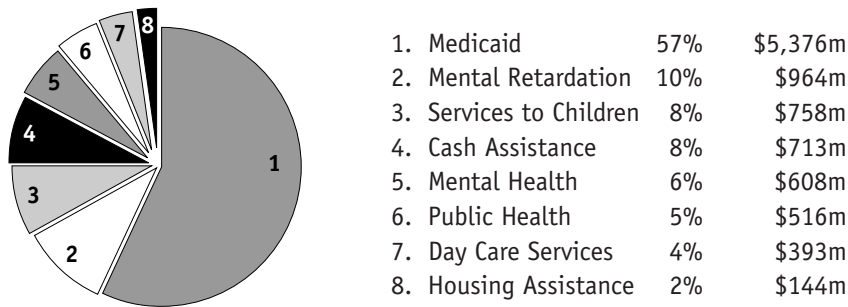 8
7
6
5
4
3
2
1
1. Medicaid 57% $5,376m
2. Mental Retardation 10% $964m
3. Services to Children 8% $758m
4. Cash Assistance 8% $713m
5. Mental Health 6% $608m
6. Public Health 5% $516m
7. Day Care Services 4% $393m
8. Housing Assistance 2% $144m